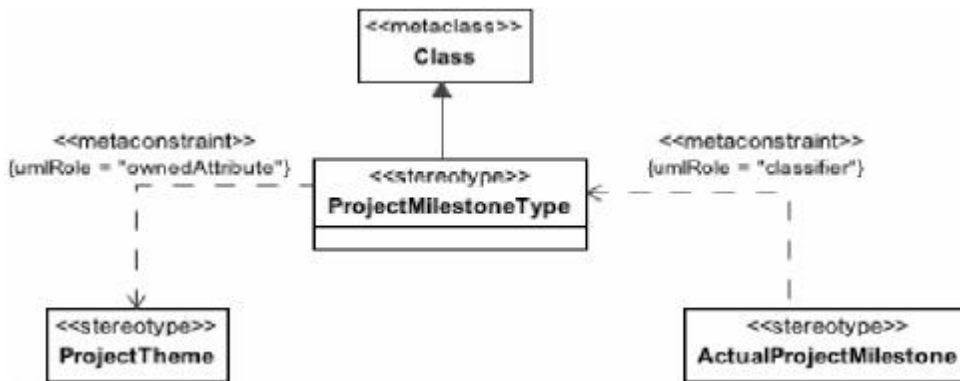 <<metaclass>>
Class
<<metaconstraint>>
{umlRole = "ownedAttribute"}
<<metaconstraint>>
{umlRole = "classifier"}
<<stereotype>>
ProjectMilestoneType
<<stereotype>>
ProjectTheme
<<stereotype>>
ActualProjectMilestone